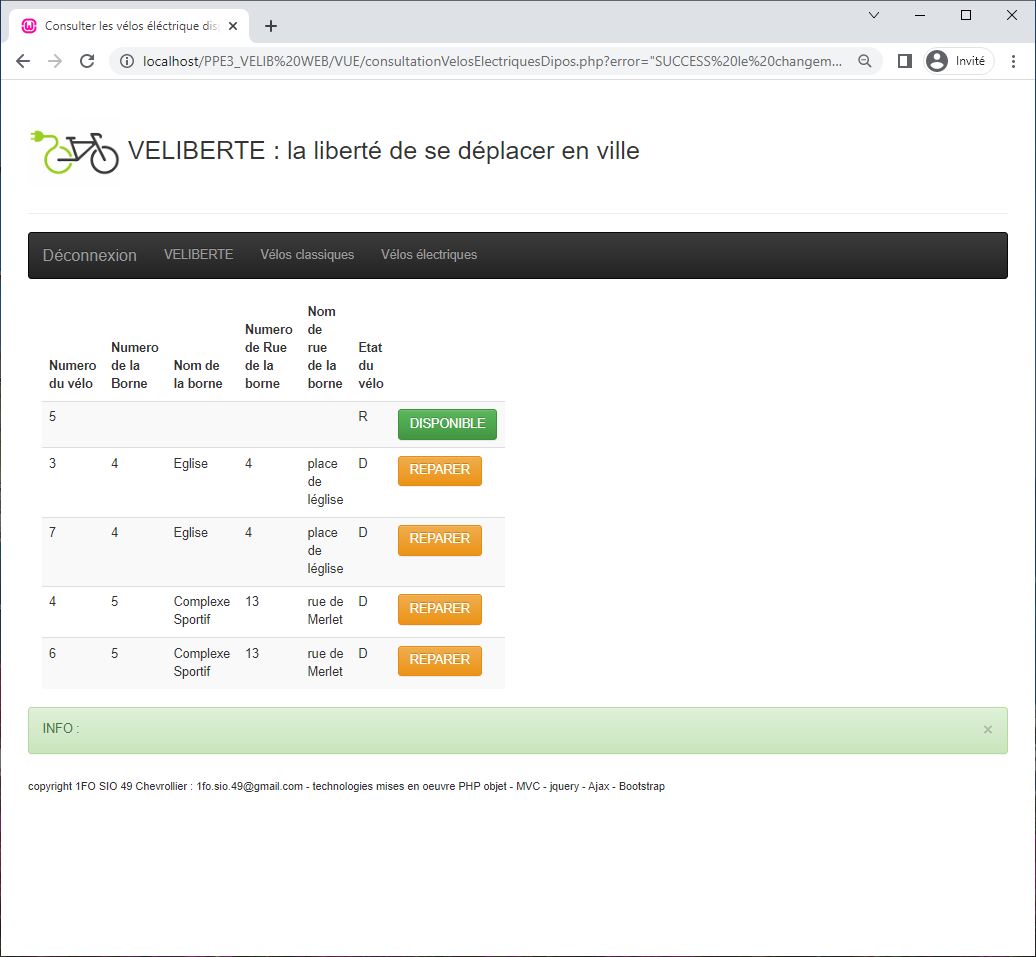 Consulter les vélos éléctrique dis
localhost/PPE3_VELIB%20WEB/VUE/consultationVelosElectriquesDipos.php?error="SUCCESS%20le%20changem...
Invité
VELIBERTE : la liberté de se déplacer en ville
Déconnexion VELIBERTE Vélos classiques Vélos électriques
Numero du vélo Numero de la Borne Nom de la borne Numero de Rue de la borne Nom de rue de la borne Etat du vélo
5 R DISPONIBLE
3 4 Eglise 4 place de léglise D REPARER
7 4 Eglise 4 place de léglise D REPARER
4 5 Complexe Sportif 13 rue de Merlet D REPARER
6 5 Complexe Sportif 13 rue de Merlet D REPARER
INFO : ×
copyright 1FO SIO 49 Chevrollier : 1fo.sio.49@gmail.com - technologies mises en oeuvre PHP objet - MVC - jquery - Ajax - Bootstrap